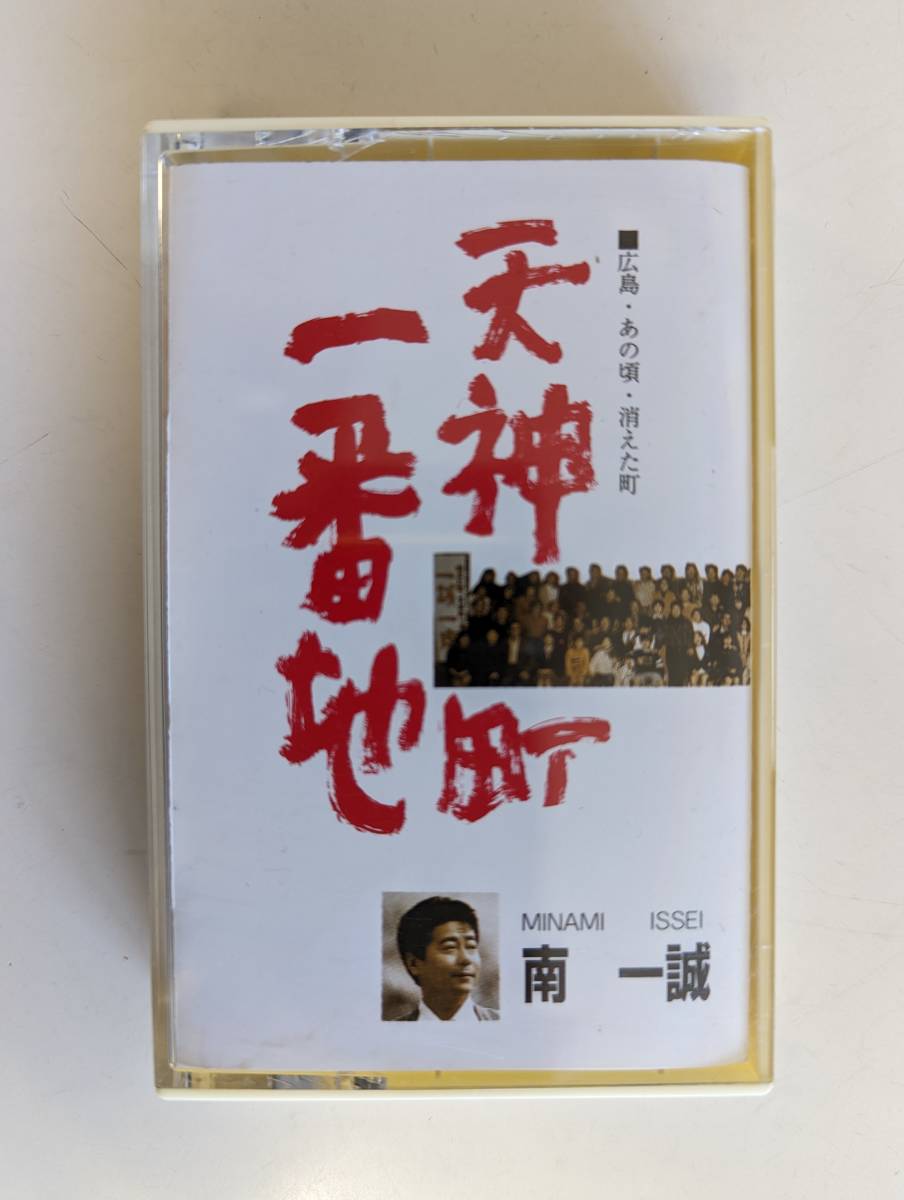 ■広島・あの頃・消えた町
天神町
一番地
MINAMI ISSEI
南 一誠